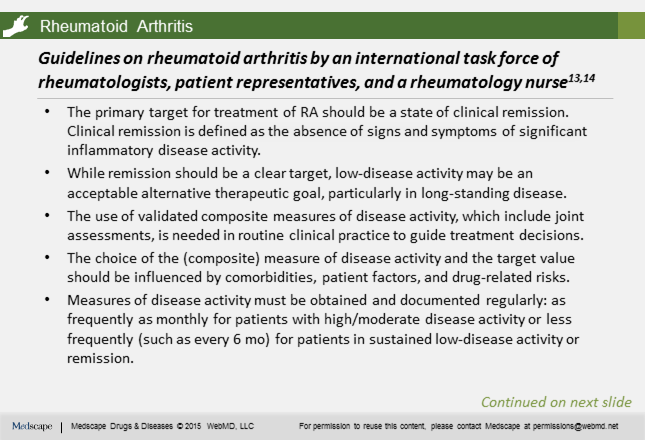 Rheumatoid Arthritis
Guidelines on rheumatoid arthritis by an international task force of
rheumatologists, patient representatives, and a rheumatology nurse13,14
• The primary target for treatment of RA should be a state of clinical remission.
Clinical remission is defined as the absence of signs and symptoms of significant
inflammatory disease activity.
• While remission should be a clear target, low-disease activity may be an
acceptable alternative therapeutic goal, particularly in long-standing disease.
• The use of validated composite measures of disease activity, which include joint
assessments, is needed in routine clinical practice to guide treatment decisions.
• The choice of the (composite) measure of disease activity and the target value
should be influenced by comorbidities, patient factors, and drug-related risks.
• Measures of disease activity must be obtained and documented regularly: as
frequently as monthly for patients with high/moderate disease activity or less
frequently (such as every 6 mo) for patients in sustained low-disease activity or
remission.
Continued on next slide
Medscape | Medscape Drugs & Diseases © 2015 WebMD, LLC For permission to reuse this content, please contact Medscape at permissions@webmd.net